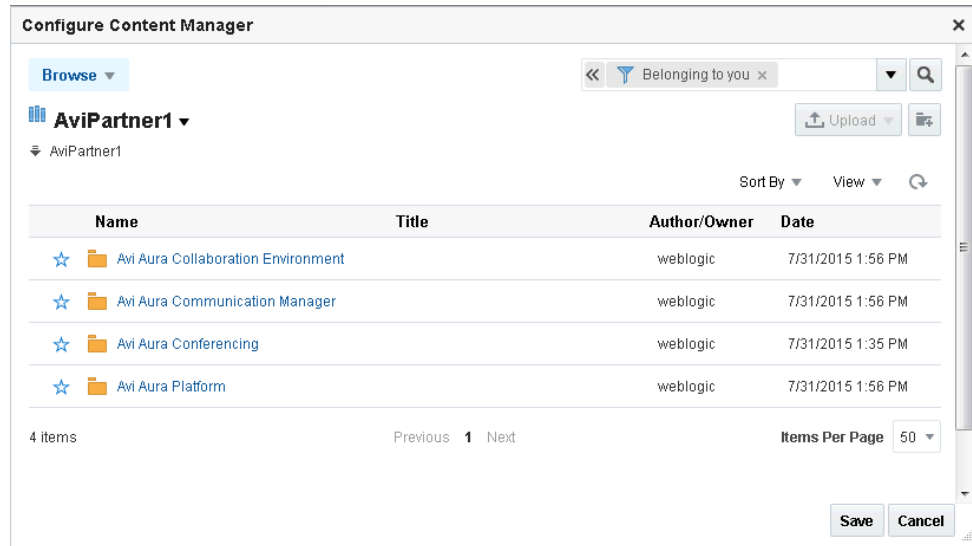 Configure Content Manager
Browse
Belonging to you
AviPartner1
Upload
AviPartner1
Sort By View
Name Title Author/Owner Date
Avi Aura Collaboration Environment weblogic 7/31/2015 1:56 PM
Avi Aura Communication Manager weblogic 7/31/2015 1:56 PM
Avi Aura Conferencing weblogic 7/31/2015 1:35 PM
Avi Aura Platform weblogic 7/31/2015 1:56 PM
4 items Previous 1 Next Items Per Page 50
Save Cancel